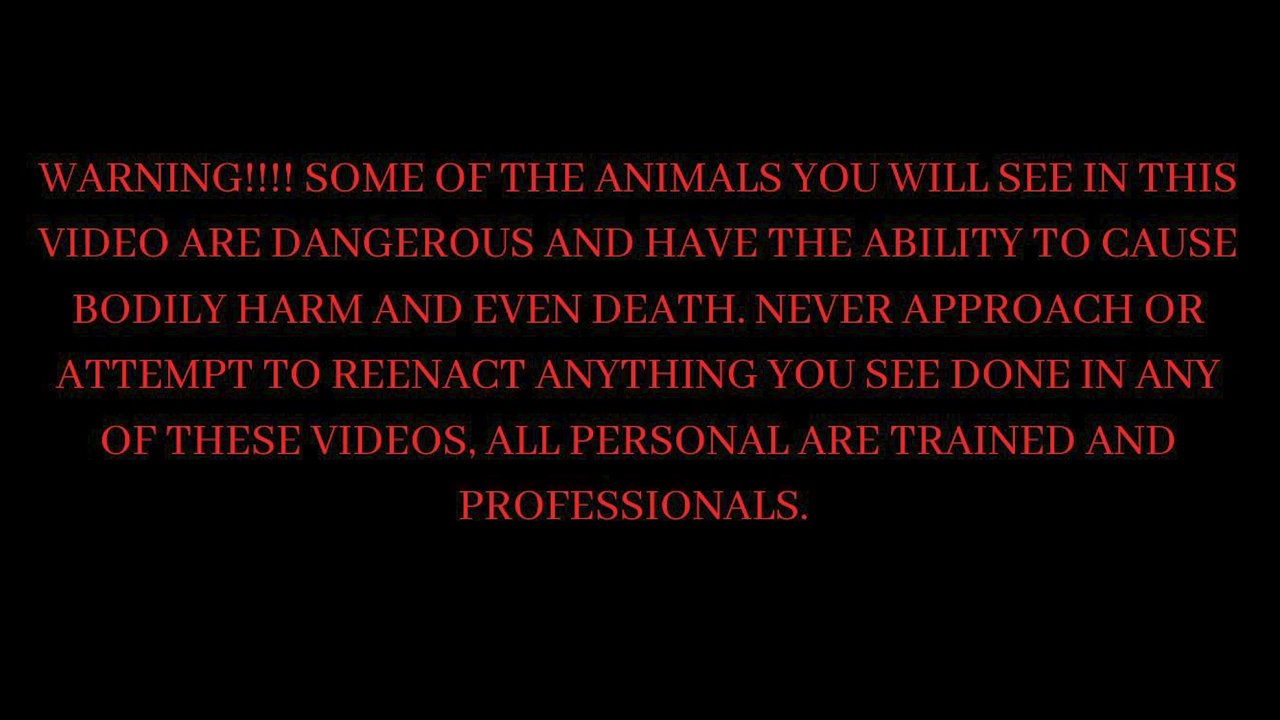 WARNING!!!! SOME OF THE ANIMALS YOU WILL SEE IN THIS
VIDEO ARE DANGEROUS AND HAVE THE ABILITY TO CAUSE
BODILY HARM AND EVEN DEATH. NEVER APPROACH OR
ATTEMPT TO REENACT ANYTHING YOU SEE DONE IN ANY
OF THESE VIDEOS, ALL PERSONAL ARE TRAINED AND
PROFESSIONALS.